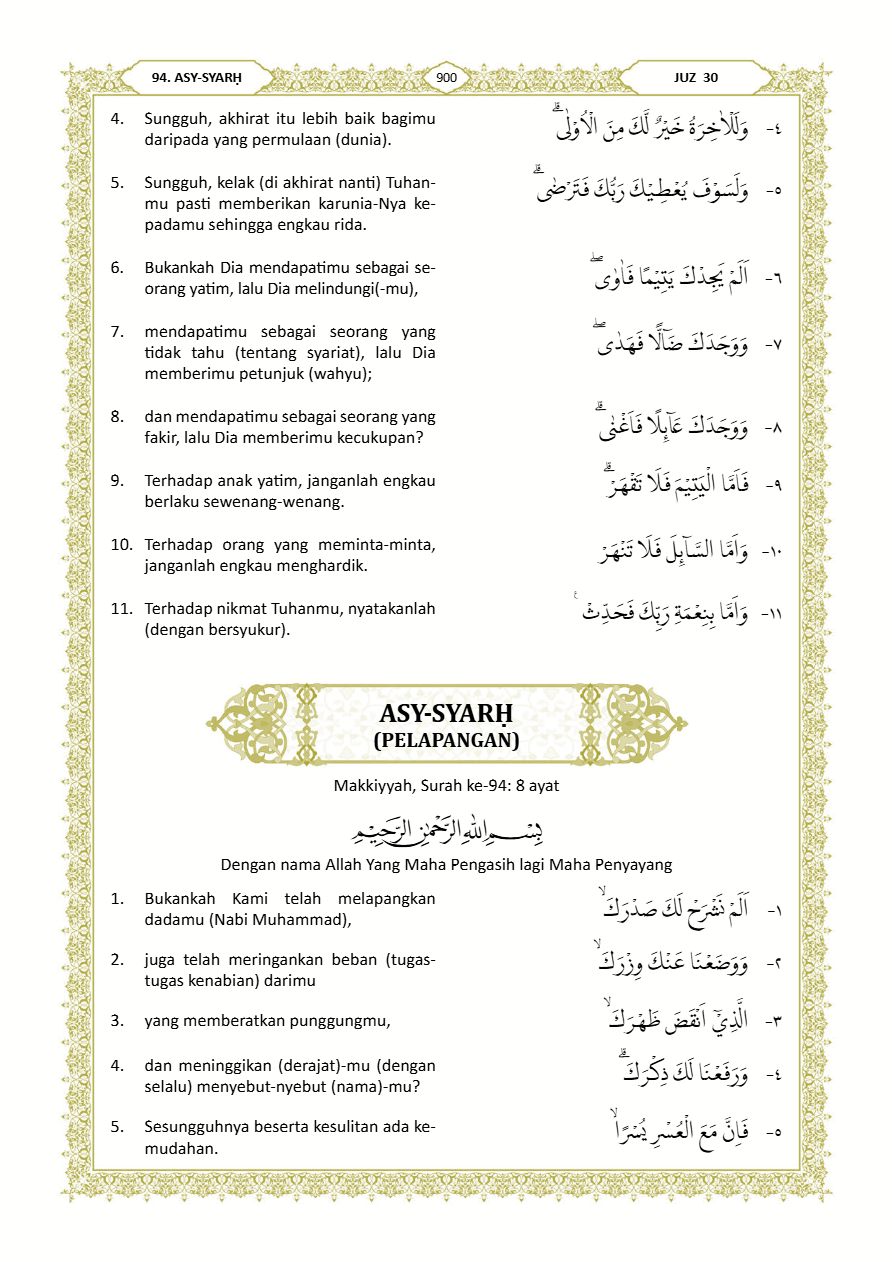 94. ASY-SYARḤ
900
JUZ 30
4. Sungguh, akhirat itu lebih baik bagimu
daripada yang permulaan (dunia).
٤- وَلَلْاٰخِرَةُ خَيْرٌ لَّكَ مِنَ الْاُوْلٰىۗ
5. Sungguh, kelak (di akhirat nanti) Tuhan-
mu pasti memberikan karunia-Nya ke-
padamu sehingga engkau rida.
٥- وَلَسَوْفَ يُعْطِيْكَ رَبُّكَ فَتَرْضٰىۗ
6. Bukankah Dia mendapatimu sebagai se-
orang yatim, lalu Dia melindungi(-mu),
٦- اَلَمْ يَجِدْكَ يَتِيْمًا فَاٰوٰىۖ
7. mendapatimu sebagai seorang yang
tidak tahu (tentang syariat), lalu Dia
memberimu petunjuk (wahyu);
٧- وَوَجَدَكَ ضَاۤلًّا فَهَدٰىۖ
8. dan mendapatimu sebagai seorang yang
fakir, lalu Dia memberimu kecukupan?
٨- وَوَجَدَكَ عَاۤىِٕلًا فَاَغْنٰىۗ
9. Terhadap anak yatim, janganlah engkau
berlaku sewenang-wenang.
٩- فَاَمَّا الْيَتِيْمَ فَلَا تَقْهَرْۗ
10. Terhadap orang yang meminta-minta,
janganlah engkau menghardik.
١٠- وَاَمَّا السَّاۤىِٕلَ فَلَا تَنْهَرْ
11. Terhadap nikmat Tuhanmu, nyatakanlah
(dengan bersyukur).
١١- وَاَمَّا بِنِعْمَةِ رَبِّكَ فَحَدِّثْ ࣖ
ASY-SYARḤ
(PELAPANGAN)
Makkiyyah, Surah ke-94: 8 ayat
بِسْمِ اللّٰهِ الرَّحْمٰنِ الرَّحِيْمِ
Dengan nama Allah Yang Maha Pengasih lagi Maha Penyayang
1. Bukankah Kami telah melapangkan
dadamu (Nabi Muhammad),
١- اَلَمْ نَشْرَحْ لَكَ صَدْرَكَۙ
2. juga telah meringankan beban (tugas-
tugas kenabian) darimu
٢- وَوَضَعْنَا عَنْكَ وِزْرَكَۙ
3. yang memberatkan punggungmu,
٣- الَّذِيْٓ اَنْقَضَ ظَهْرَكَۙ
4. dan meninggikan (derajat)-mu (dengan
selalu) menyebut-nyebut (nama)-mu?
٤- وَرَفَعْنَا لَكَ ذِكْرَكَۗ
5. Sesungguhnya beserta kesulitan ada ke-
mudahan.
٥- فَاِنَّ مَعَ الْعُسْرِ يُسْرًاۙ